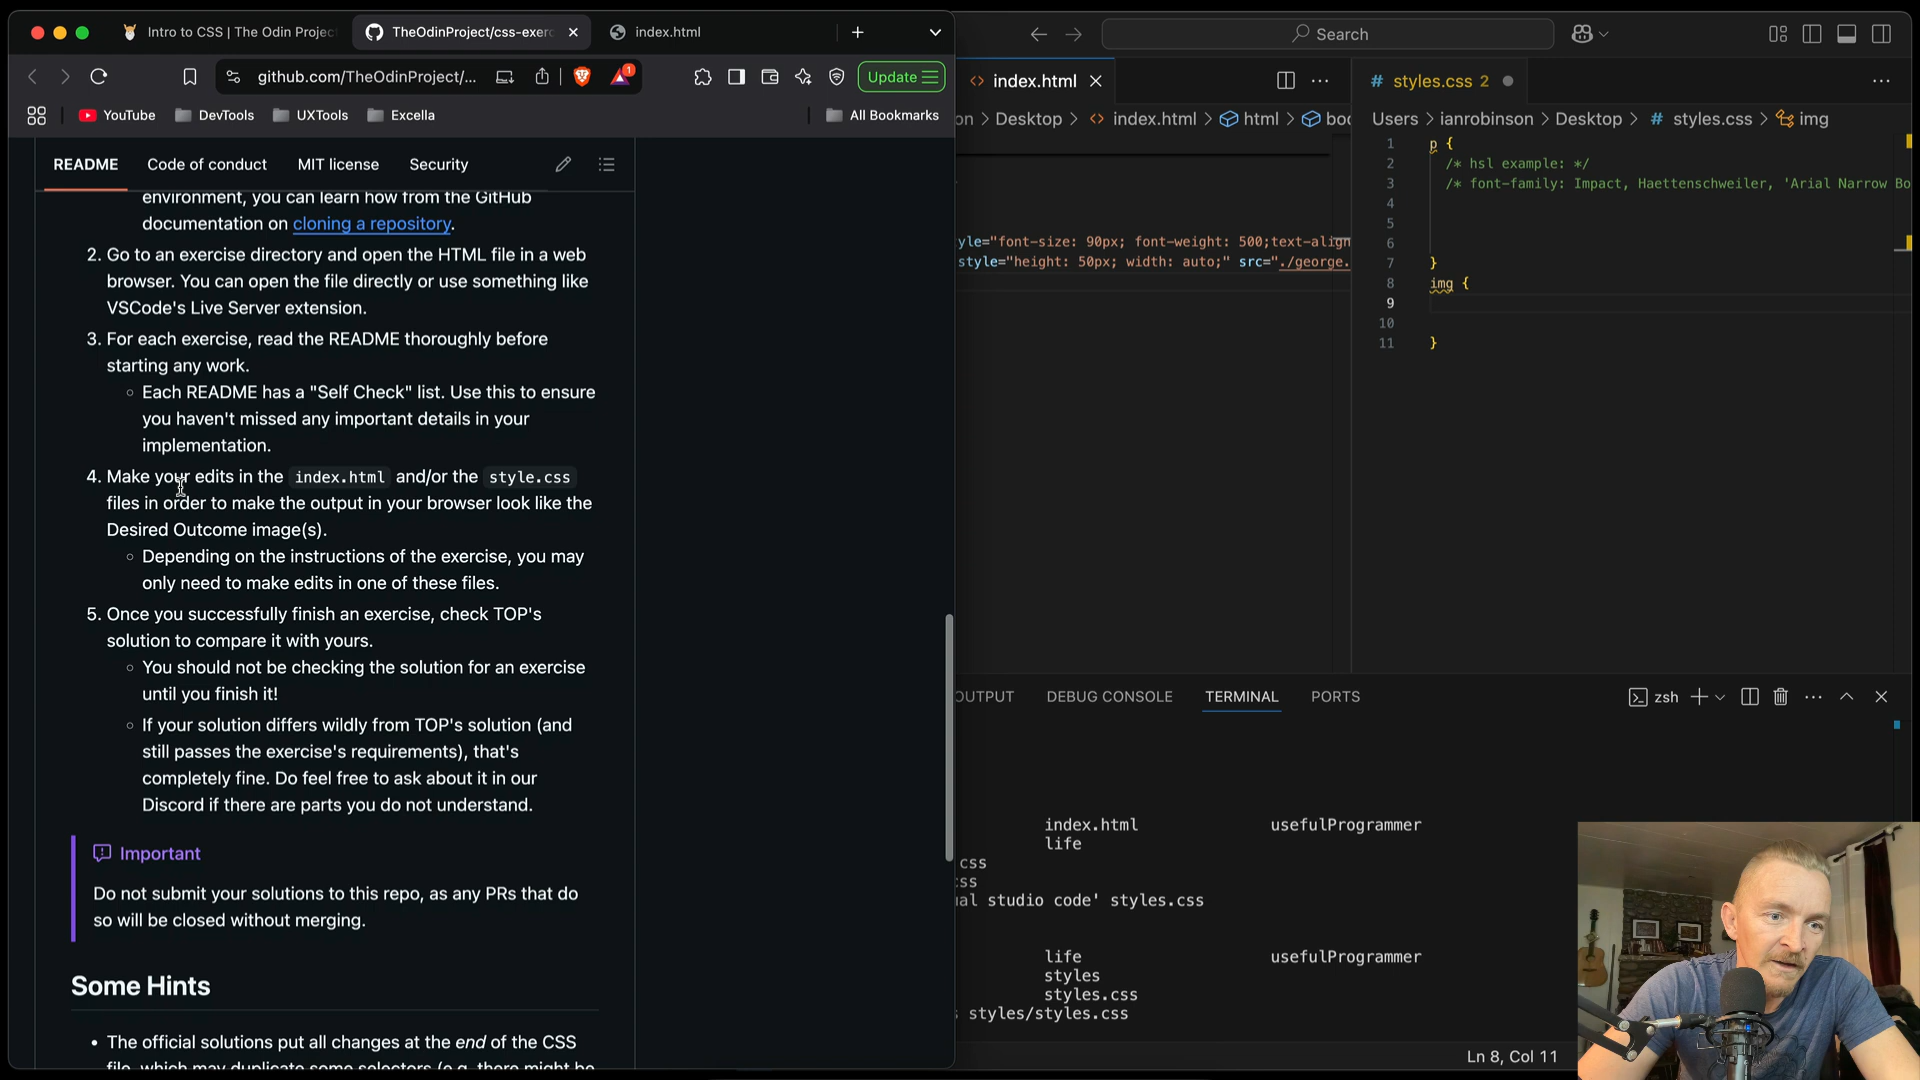 Intro to CSS | The Odin Projec
TheOdinProject/css-exerc
index.html
github.com/TheOdinProject/...
1
Update
YouTube
DevTools
UXTools
Excella
All Bookmarks
README
Code of conduct
MIT license
Security
environment, you can learn how from the GitHub
documentation on cloning a repository.
2. Go to an exercise directory and open the HTML file in a web
browser. You can open the file directly or use something like
VSCode's Live Server extension.
3. For each exercise, read the README thoroughly before
starting any work.
Each README has a "Self Check" list. Use this to ensure
you haven't missed any important details in your
implementation.
4. Make your edits in the index.html and/or the style.css
files in order to make the output in your browser look like the
Desired Outcome image(s).
Depending on the instructions of the exercise, you may
only need to make edits in one of these files.
5. Once you successfully finish an exercise, check TOP's
solution to compare it with yours.
You should not be checking the solution for an exercise
until you finish it!
If your solution differs wildly from TOP's solution (and
still passes the exercise's requirements), that's
completely fine. Do feel free to ask about it in our
Discord if there are parts you do not understand.
Important
Do not submit your solutions to this repo, as any PRs that do
so will be closed without merging.
Some Hints
• The official solutions put all changes at the end of the CSS
file, which may duplicate some selectors (e.g. there might be
Search
index.html
on > Desktop > index.html > html > boc
yle="font-size: 90px; font-weight: 500;text-align
style="height: 50px; width: auto;" src="./george.
# styles.css 2
Users > ianrobinson > Desktop > # styles.css > img
1 p {
2 /* hsl example: */
3 /* font-family: Impact, Haettenschweiler, 'Arial Narrow Bo
4
5
6
7 }
8 img {
9
10
11 }
OUTPUT
DEBUG CONSOLE
TERMINAL
PORTS
zsh
index.html usefulProgrammer
life
css
ss
al studio code' styles.css
life usefulProgrammer
styles
styles.css
styles/styles.css
Ln 8, Col 11